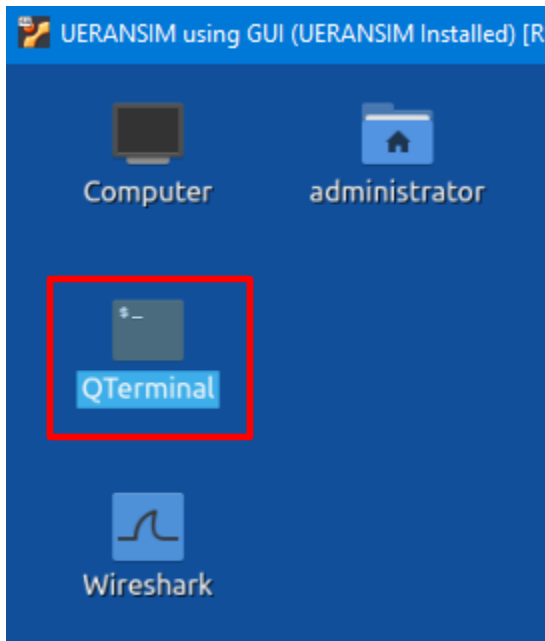 UERANSIM using GUI (UERANSIM Installed) [R
Computer
administrator
$_
QTerminal
Wireshark